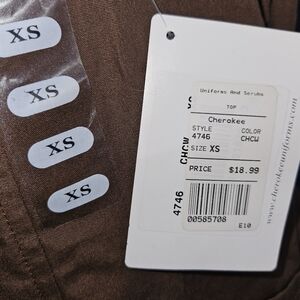 XS
XS
XS
XS
Uniforms And Scrubs
TOP
Cherokee
STYLE COLOR
4746 CHCW
SIZE XS
PRICE $18.99
00585708
E10
4746 CHCW
www.cherokeeuniforms.com